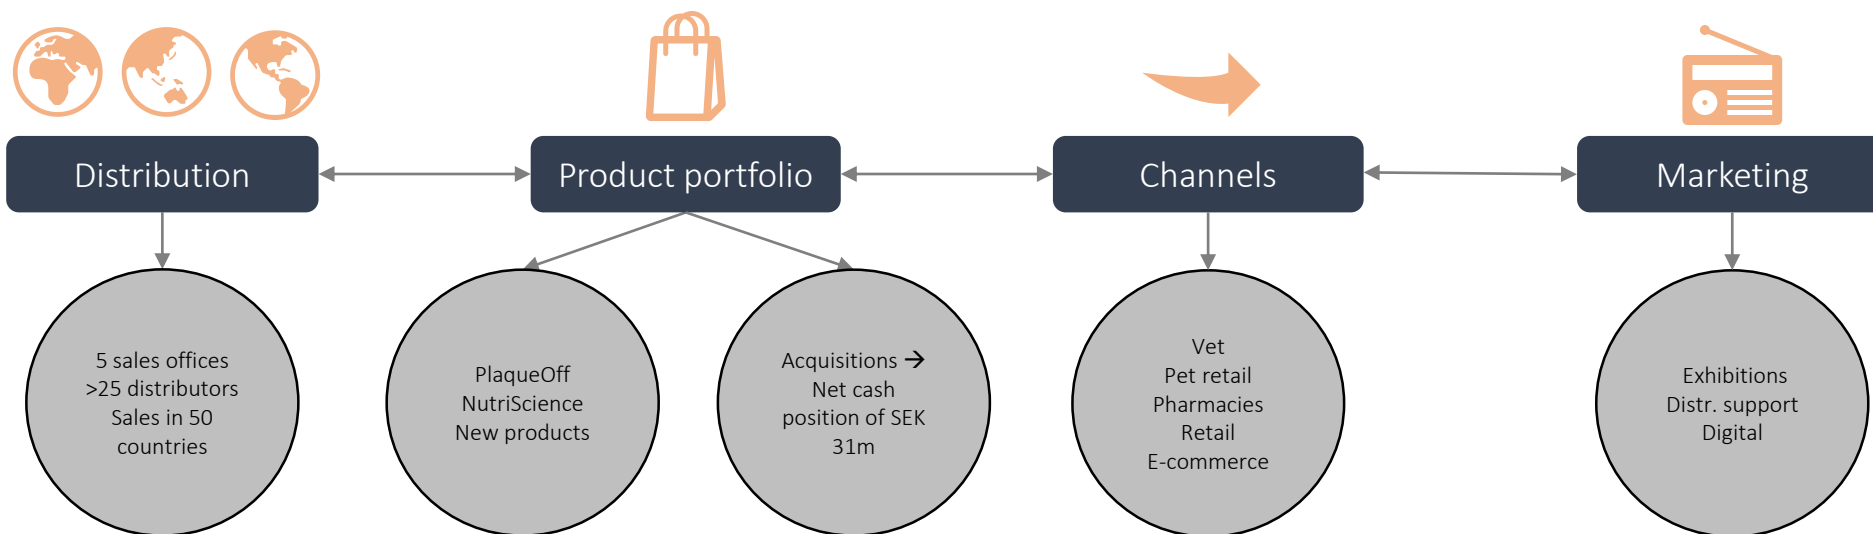 Distribution
Product portfolio
Channels
Marketing
5 sales offices
>25 distributors
Sales in 50
countries
PlaqueOff
NutriScience
New products
Acquisitions →
Net cash
position of SEK
31m
Vet
Pet retail
Pharmacies
Retail
E-commerce
Exhibitions
Distr. support
Digital